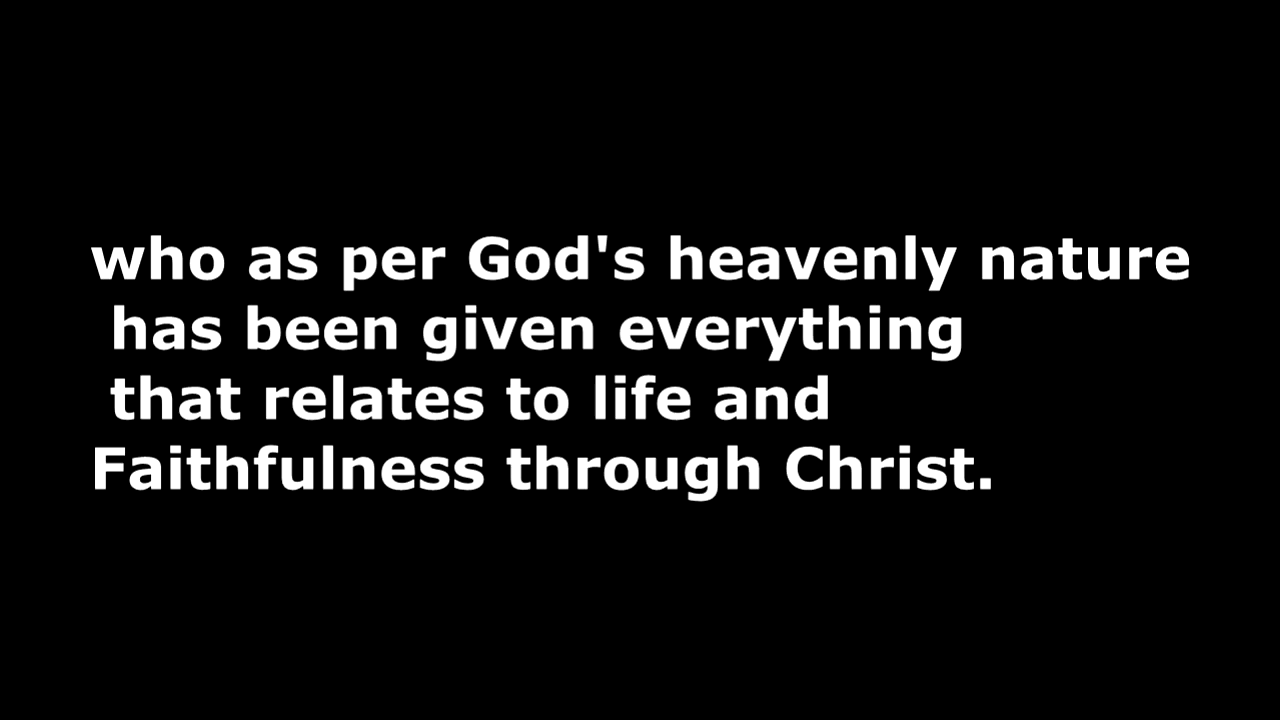 who as per God's heavenly nature
has been given everything
that relates to life and
Faithfulness through Christ.